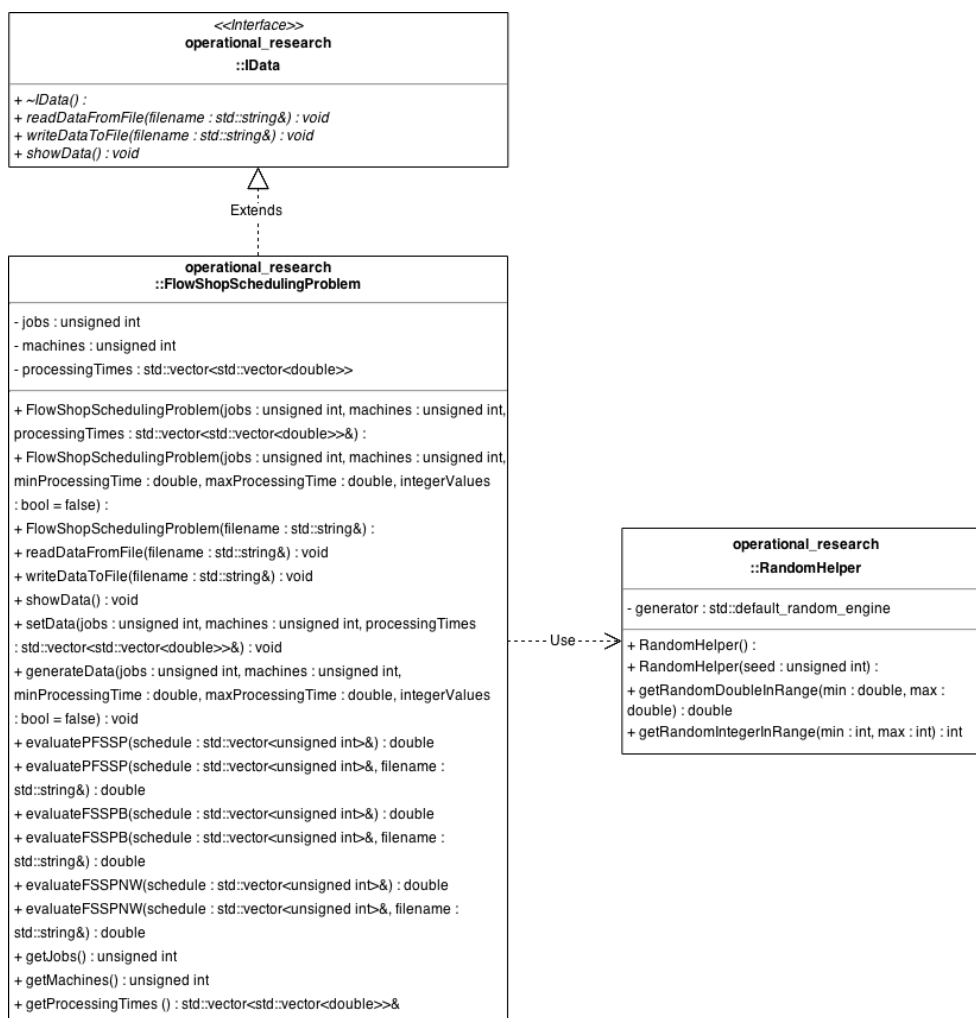 <<Interface>>
operational_research
::IData
+ ~IData() :
+ readDataFromFile(filename : std::string&) : void
+ writeDataToFile(filename : std::string&) : void
+ showData() : void
Extends
operational_research
::FlowShopSchedulingProblem
- jobs : unsigned int
- machines : unsigned int
- processingTimes : std::vector<std::vector<double>>
+ FlowShopSchedulingProblem(jobs : unsigned int, machines : unsigned int,
processingTimes : std::vector<std::vector<double>>&) :
+ FlowShopSchedulingProblem(jobs : unsigned int, machines : unsigned int,
minProcessingTime : double, maxProcessingTime : double, integerValues
: bool = false) :
+ FlowShopSchedulingProblem(filename : std::string&) :
+ readDataFromFile(filename : std::string&) : void
+ writeDataToFile(filename : std::string&) : void
+ showData() : void
+ setData(jobs : unsigned int, machines : unsigned int, processingTimes
: std::vector<std::vector<double>>&) : void
+ generateData(jobs : unsigned int, machines : unsigned int,
minProcessingTime : double, maxProcessingTime : double, integerValues
: bool = false) : void
+ evaluatePFSSP(schedule : std::vector<unsigned int>&) : double
+ evaluatePFSSP(schedule : std::vector<unsigned int>&, filename :
std::string&) : double
+ evaluateFSSPB(schedule : std::vector<unsigned int>&) : double
+ evaluateFSSPB(schedule : std::vector<unsigned int>&, filename :
std::string&) : double
+ evaluateFSSPNW(schedule : std::vector<unsigned int>&) : double
+ evaluateFSSPNW(schedule : std::vector<unsigned int>&, filename :
std::string&) : double
+ getJobs() : unsigned int
+ getMachines() : unsigned int
+ getProcessingTimes () : std::vector<std::vector<double>>&
Use
operational_research
::RandomHelper
- generator : std::default_random_engine
+ RandomHelper() :
+ RandomHelper(seed : unsigned int) :
+ getRandomDoubleInRange(min : double, max :
double) : double
+ getRandomIntegerInRange(min : int, max : int) : int